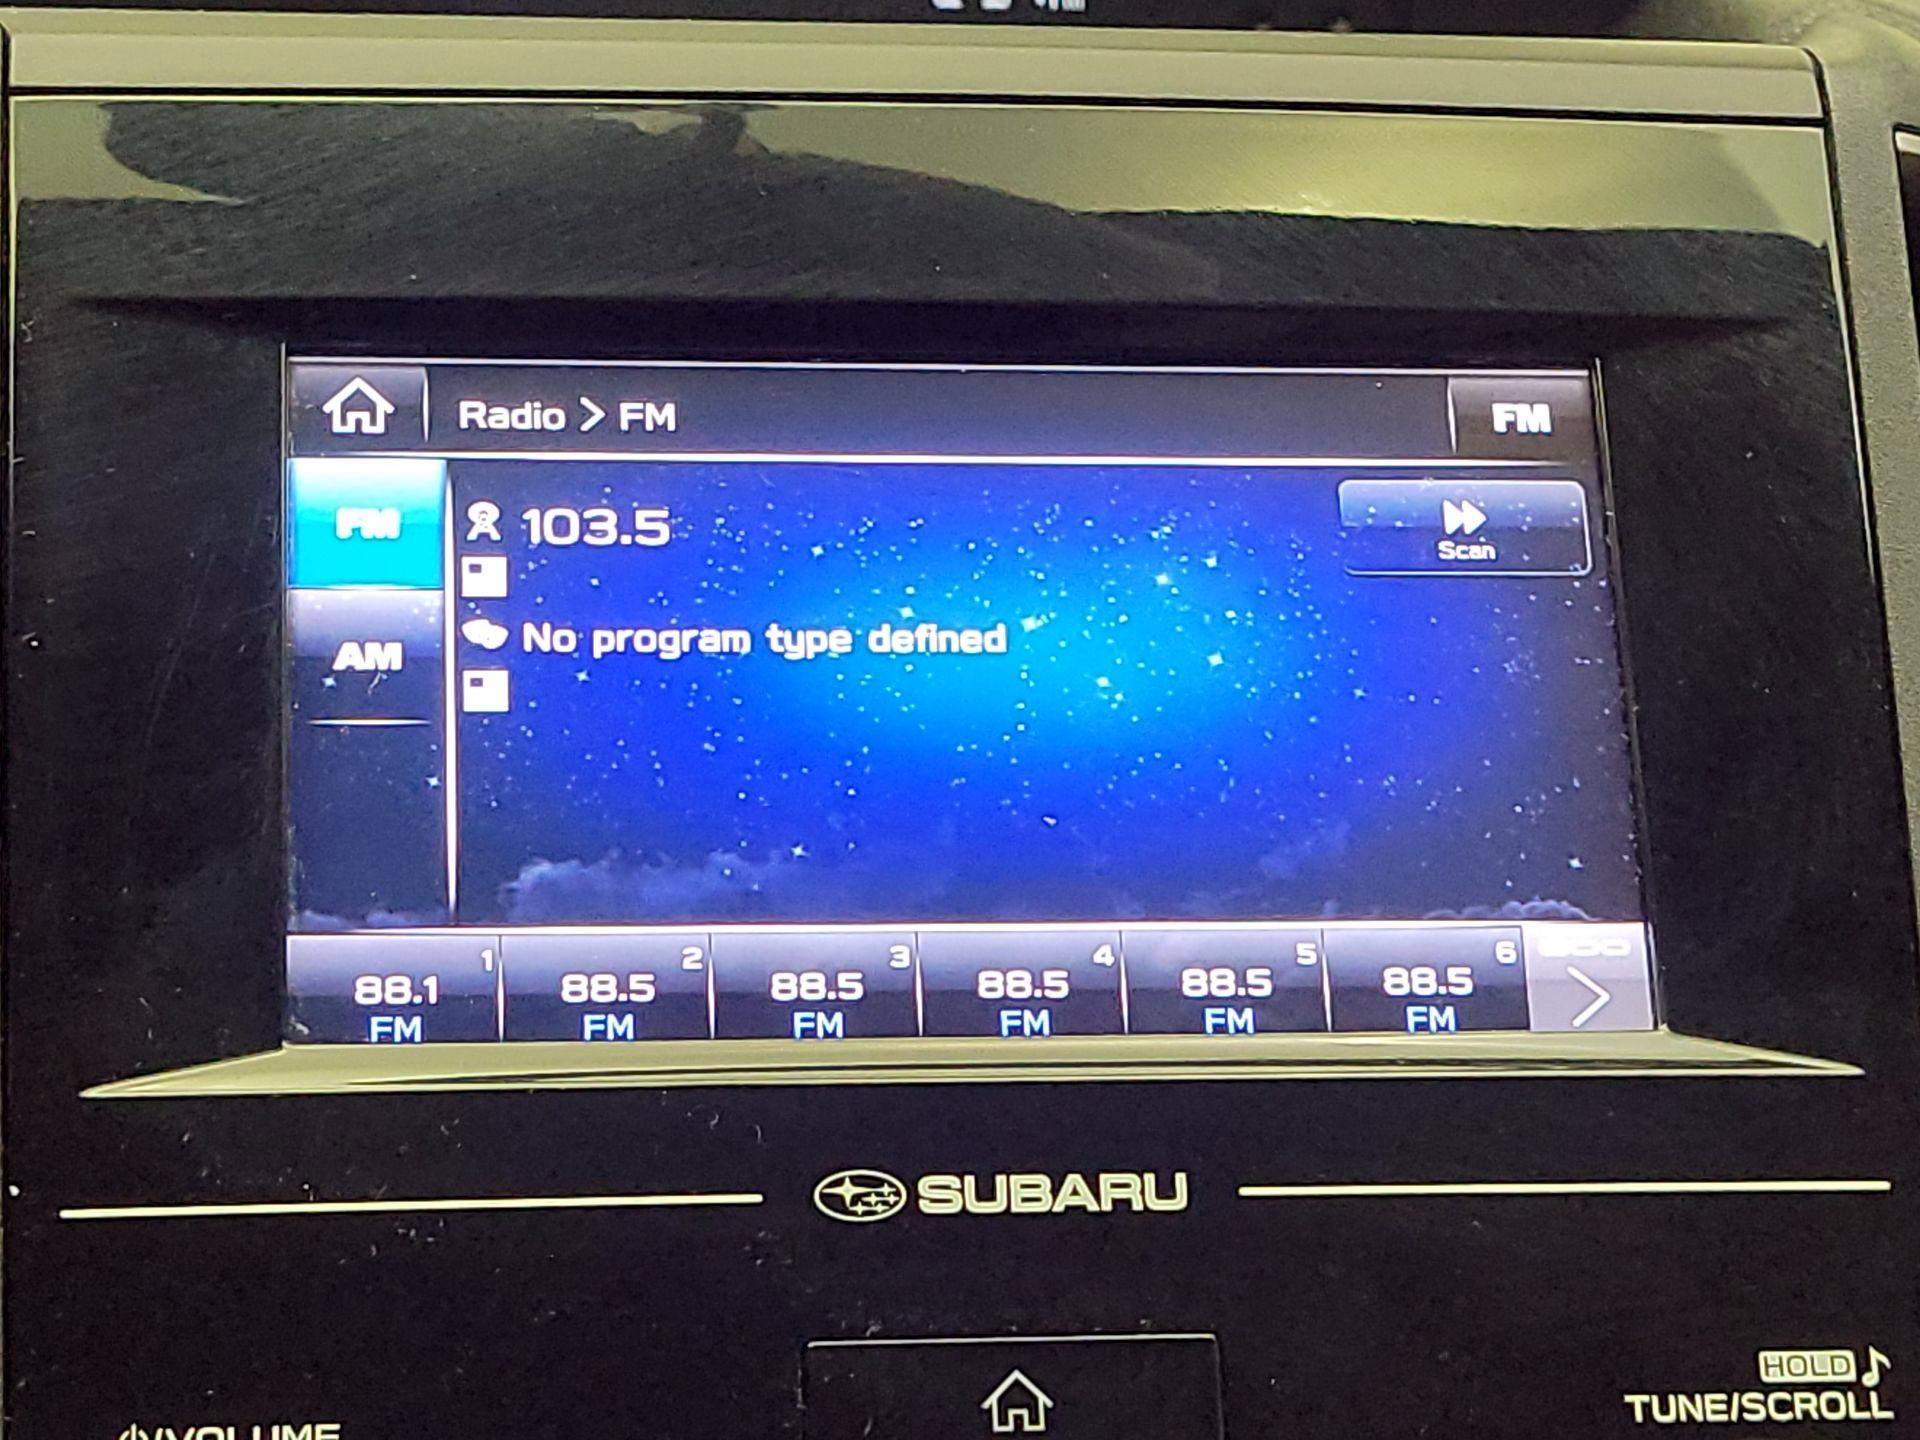 Radio > FM
FM
FM
103.5
Scan
No program type defined
AM
1 2 3 4 5 6
88.1 88.5 88.5 88.5 88.5 88.5
FM FM FM FM FM FM
SUBARU
HOLD
TUNE/SCROLL
/VOLUME